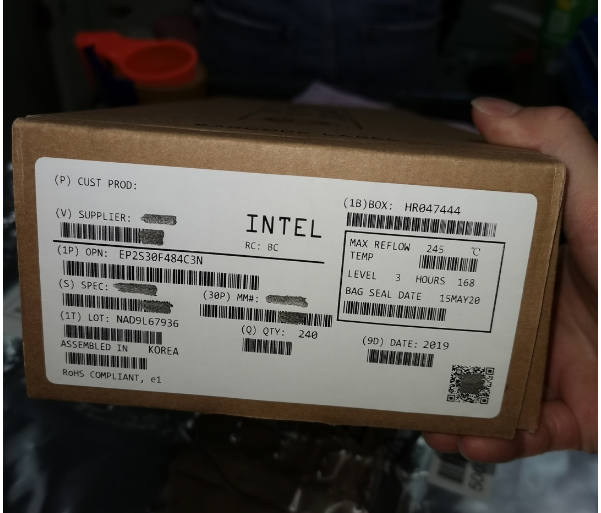 (P) CUST PROD:
(V) SUPPLIER:
INTEL
RC: BC
(1P) OPN: EP2S30F484C3N
(S) SPEC:
(30P) MM#:
(1T) LOT: NAD9L67936
(Q) QTY: 240
ASSEMBLED IN KOREA
RoHS COMPLIANT, e1
(1B)BOX: HR047444
MAX REFLOW 245 ℃
TEMP
LEVEL 3 HOURS 168
BAG SEAL DATE 15MAY20
(9D) DATE: 2019